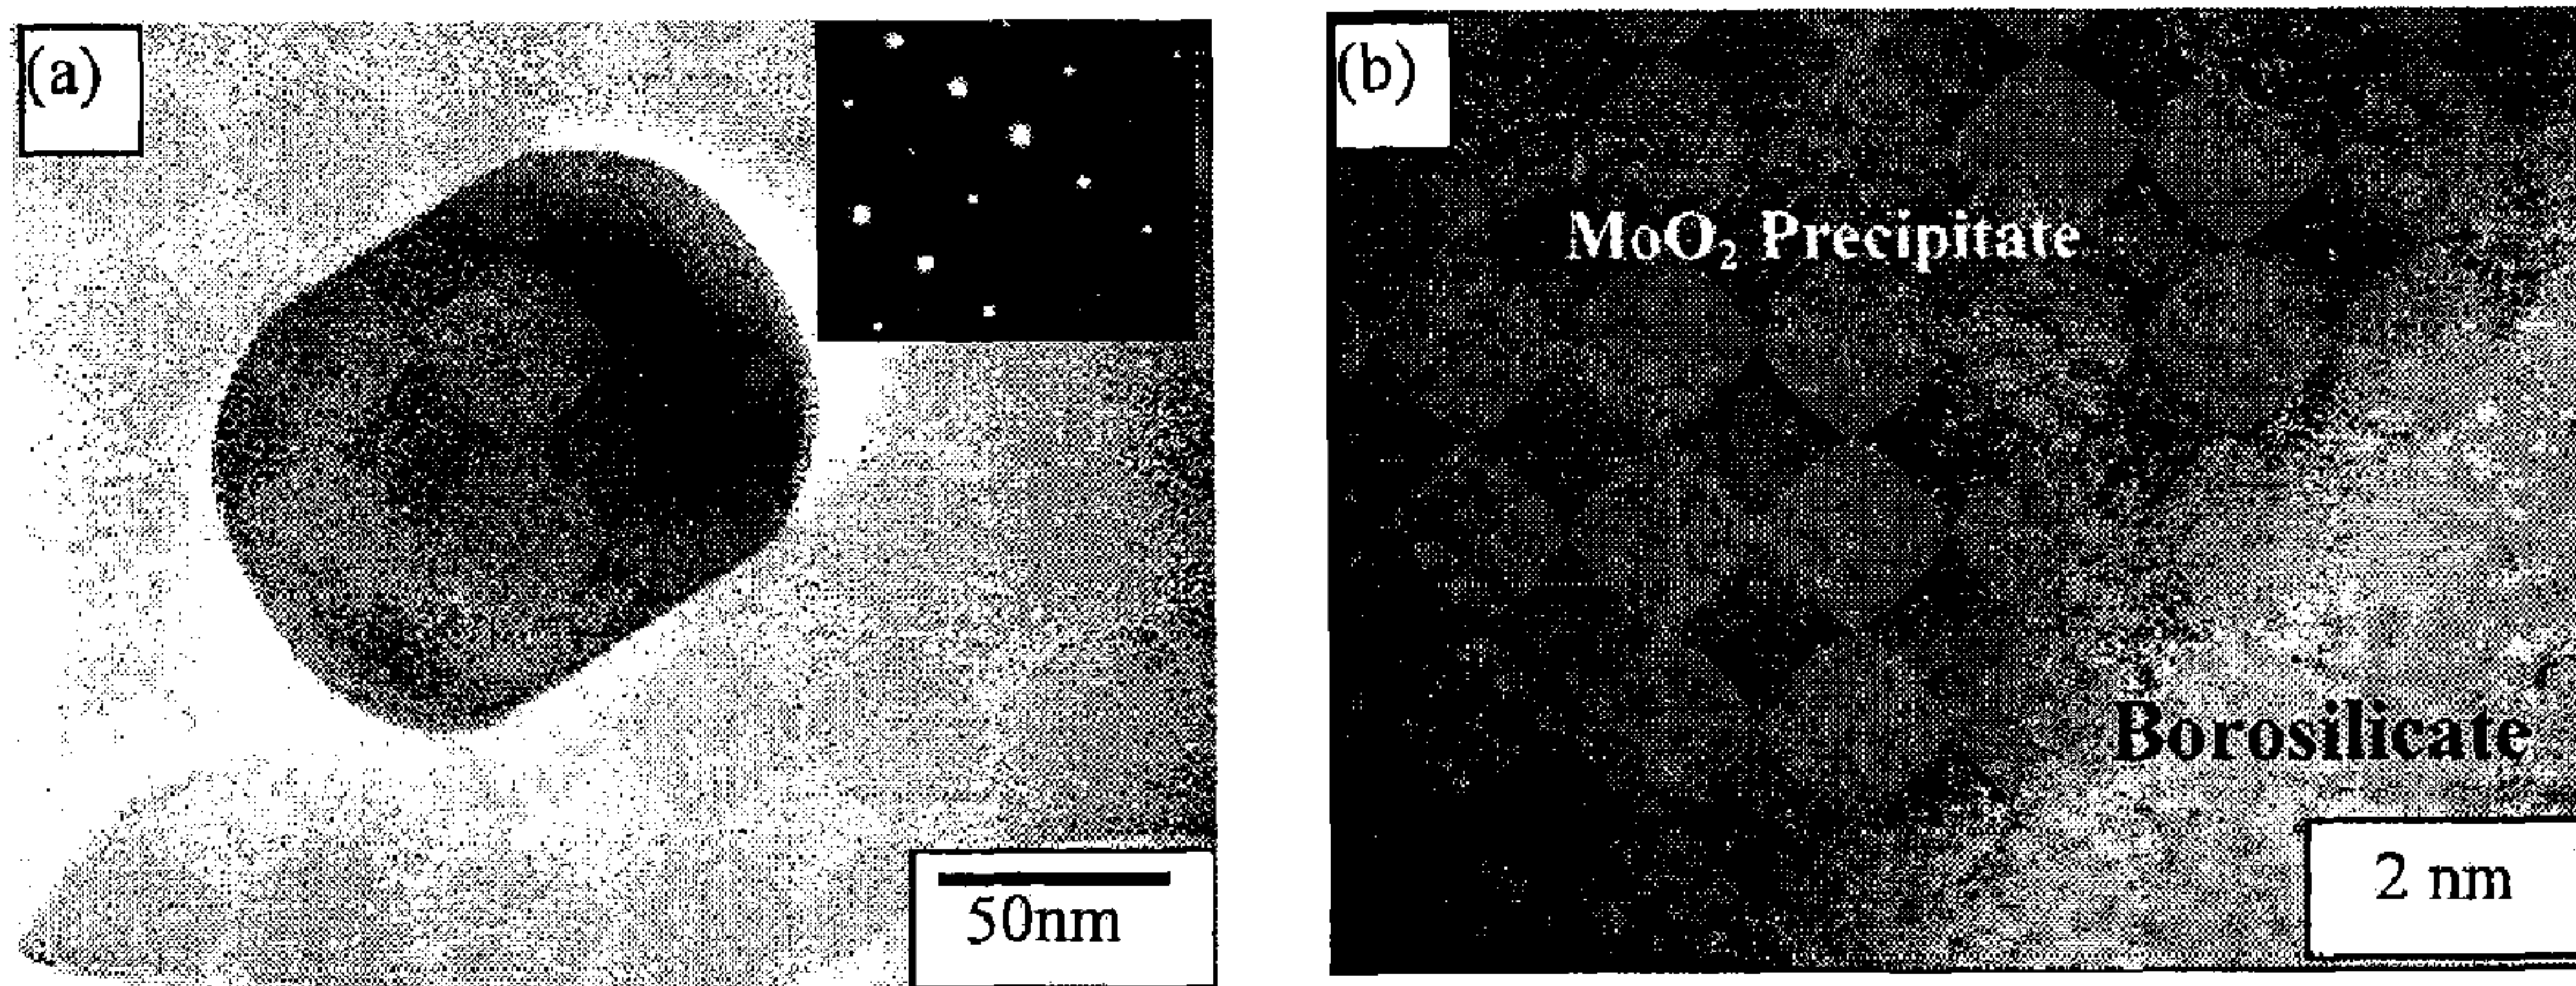 (a)
50nm
(b)
MoO₂ Precipitate
Borosilicate
2 nm